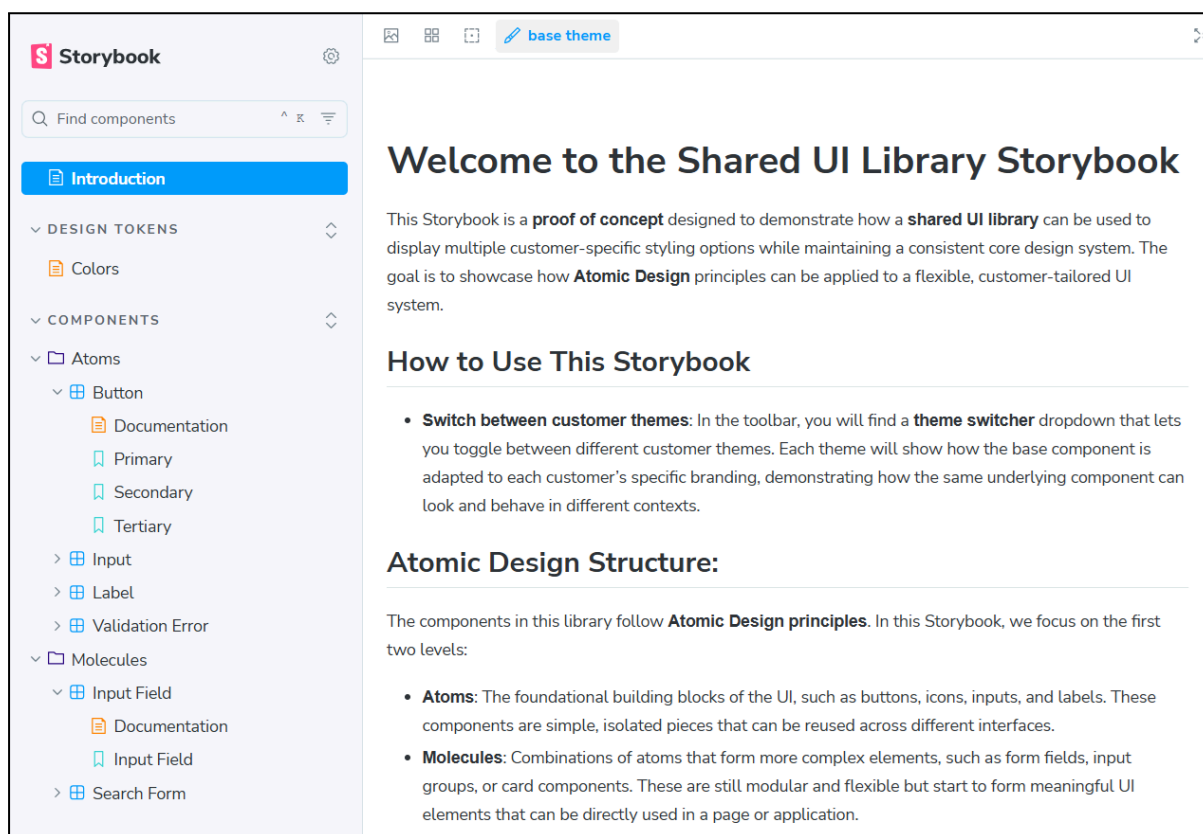 Storybook
Find components
^ K
Introduction
DESIGN TOKENS
Colors
COMPONENTS
Atoms
Button
Documentation
Primary
Secondary
Tertiary
Input
Label
Validation Error
Molecules
Input Field
Documentation
Input Field
Search Form
base theme
Welcome to the Shared UI Library Storybook
This Storybook is a proof of concept designed to demonstrate how a shared UI library can be used to
display multiple customer-specific styling options while maintaining a consistent core design system. The
goal is to showcase how Atomic Design principles can be applied to a flexible, customer-tailored UI
system.
How to Use This Storybook
• Switch between customer themes: In the toolbar, you will find a theme switcher dropdown that lets
you toggle between different customer themes. Each theme will show how the base component is
adapted to each customer’s specific branding, demonstrating how the same underlying component can
look and behave in different contexts.
Atomic Design Structure:
The components in this library follow Atomic Design principles. In this Storybook, we focus on the first
two levels:
• Atoms: The foundational building blocks of the UI, such as buttons, icons, inputs, and labels. These
components are simple, isolated pieces that can be reused across different interfaces.
• Molecules: Combinations of atoms that form more complex elements, such as form fields, input
groups, or card components. These are still modular and flexible but start to form meaningful UI
elements that can be directly used in a page or application.